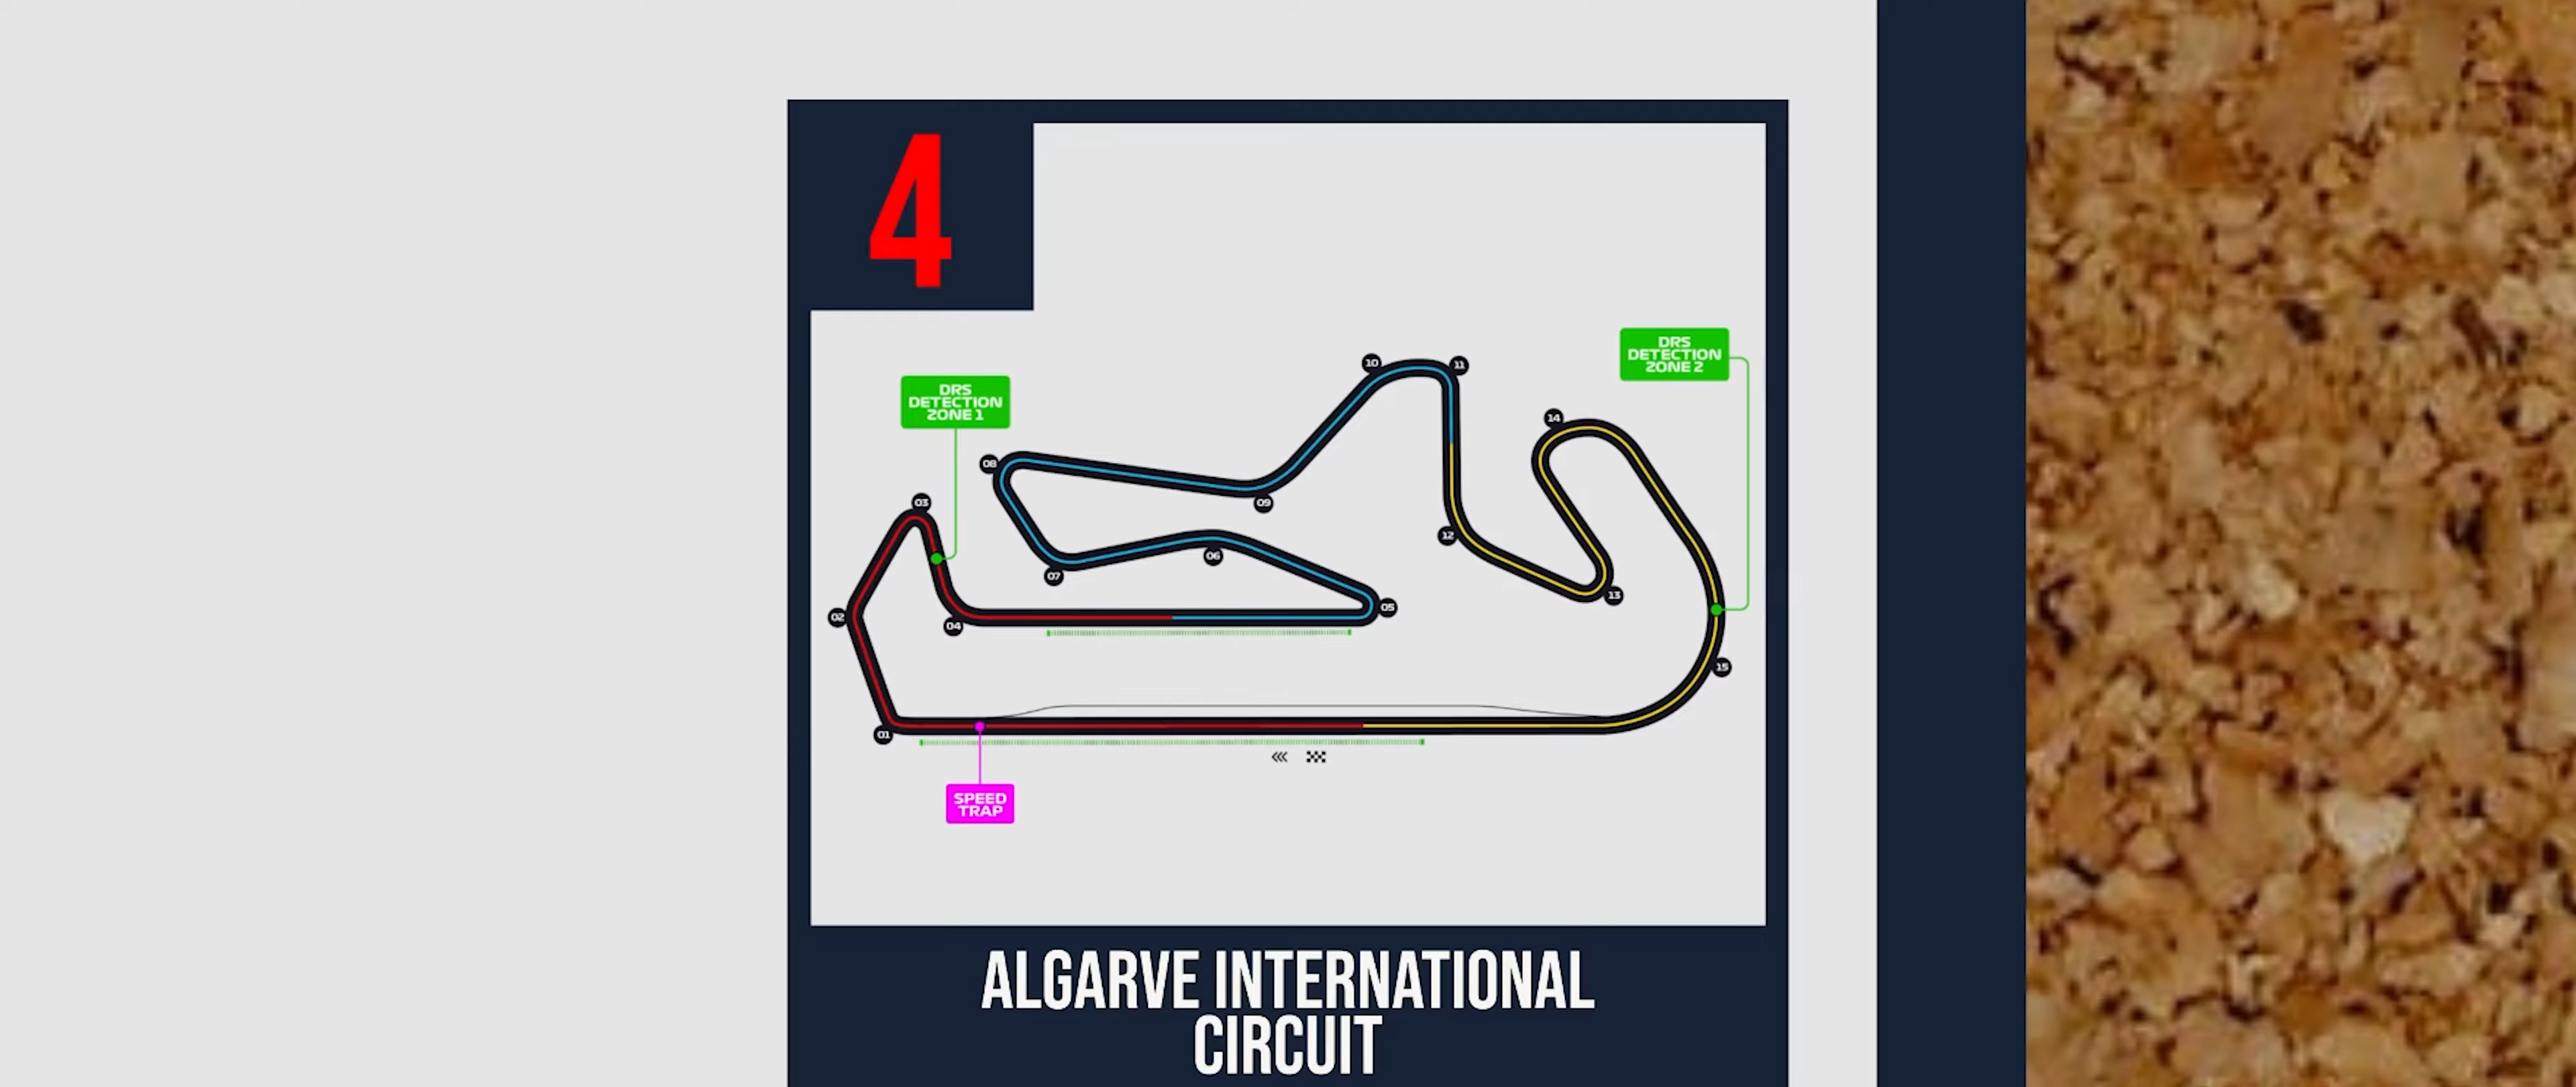 4
DRS
DETECTION
ZONE 1
DRS
DETECTION
ZONE 2
10
11
14
08
03
09
12
06
07
13
05
02
04
15
01
SPEED
TRAP
ALGARVE INTERNATIONAL
CIRCUIT